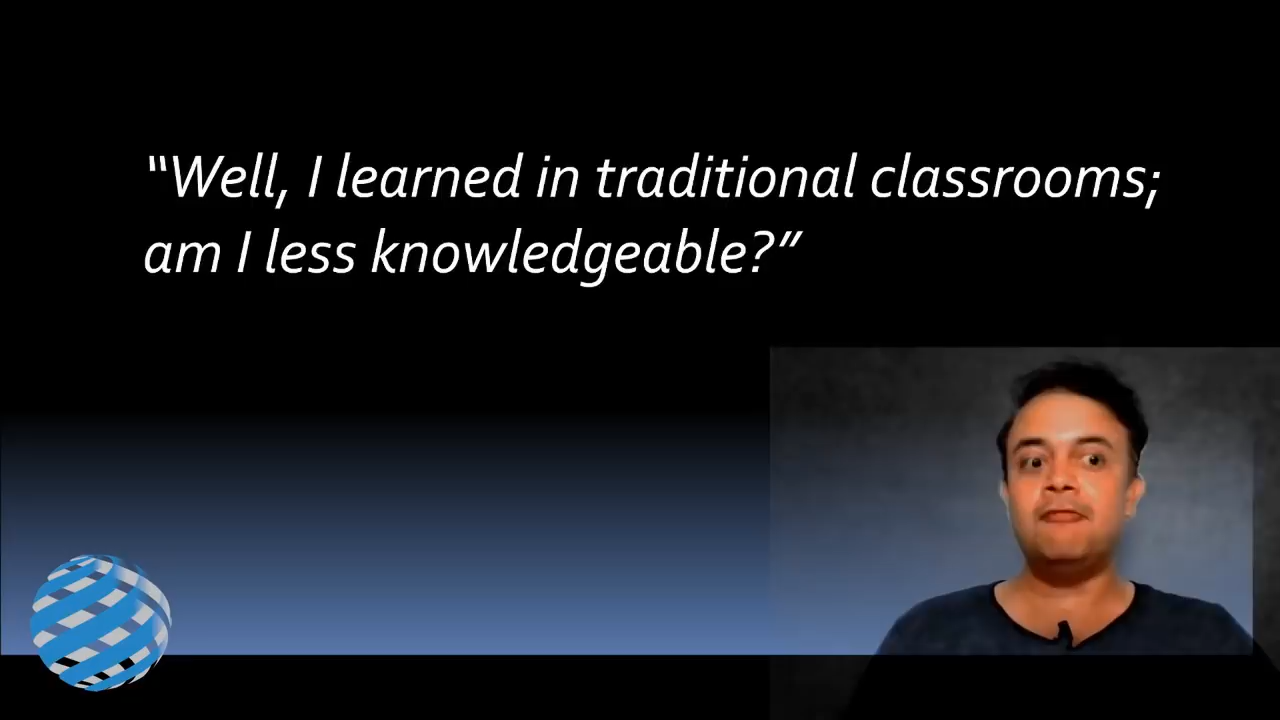 “Well, I learned in traditional classrooms;
am I less knowledgeable?”